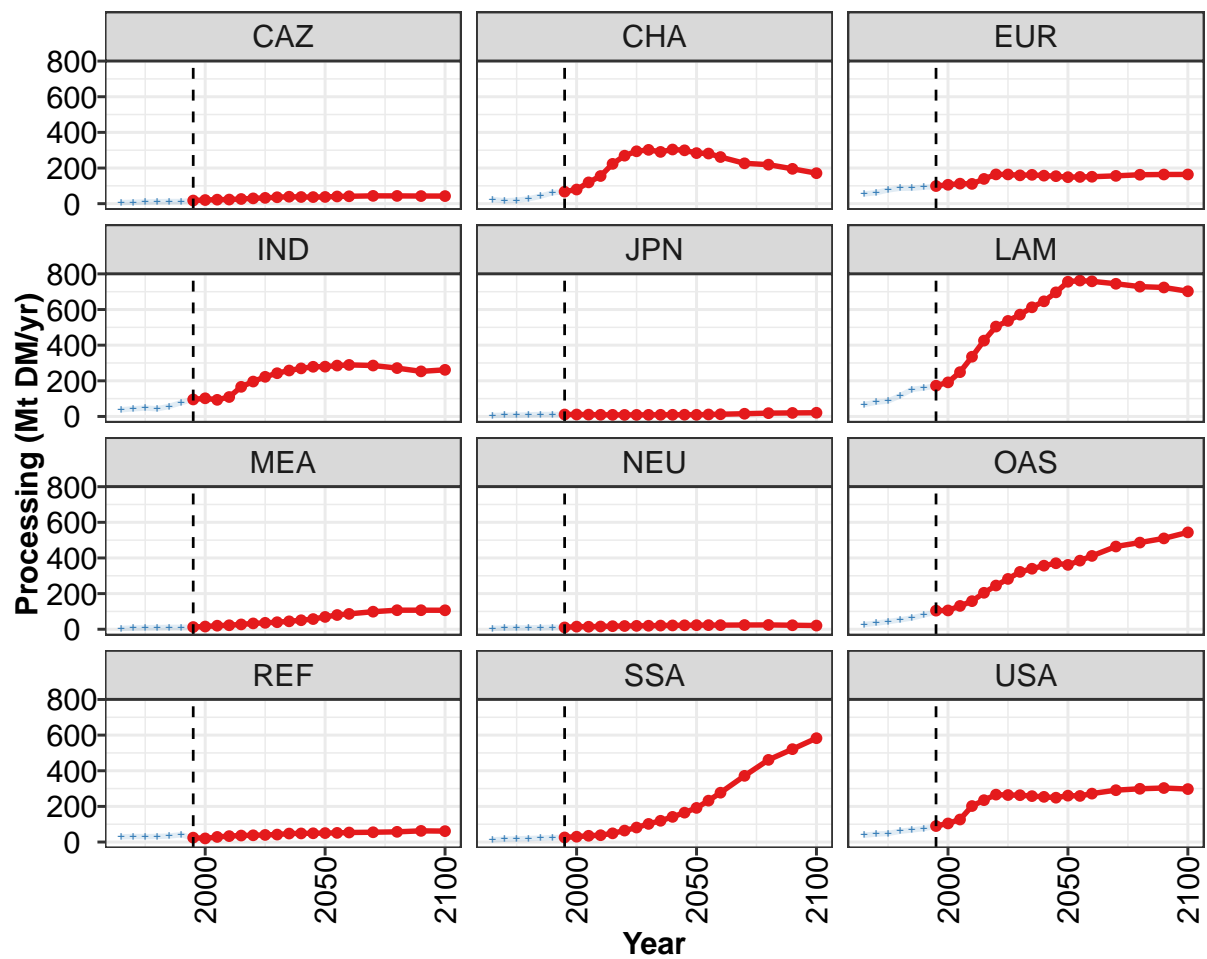 CAZ CHA EUR
800
600
400
200
0
IND JPN LAM
800
600
400
200
0
MEA NEU OAS
800
600
400
200
0
REF SSA USA
800
600
400
200
0
Processing (Mt DM/yr)
2000 2050 2100 2000 2050 2100 2000 2050 2100
Year